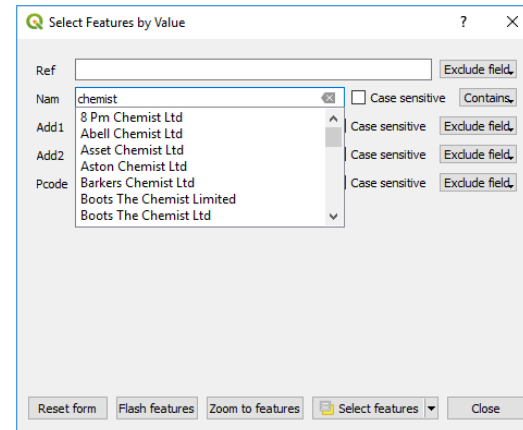 Select Features by Value ? X
Ref Exclude field
Nam chemist Case sensitive Contains
8 Pm Chemist Ltd
Abell Chemist Ltd
Add1 Case sensitive Exclude field
Asset Chemist Ltd
Aston Chemist Ltd
Add2 Case sensitive Exclude field
Barkers Chemist Ltd
Pcode Case sensitive Exclude field
Boots The Chemist Limited
Boots The Chemist Ltd
Reset form Flash features Zoom to features Select features Close